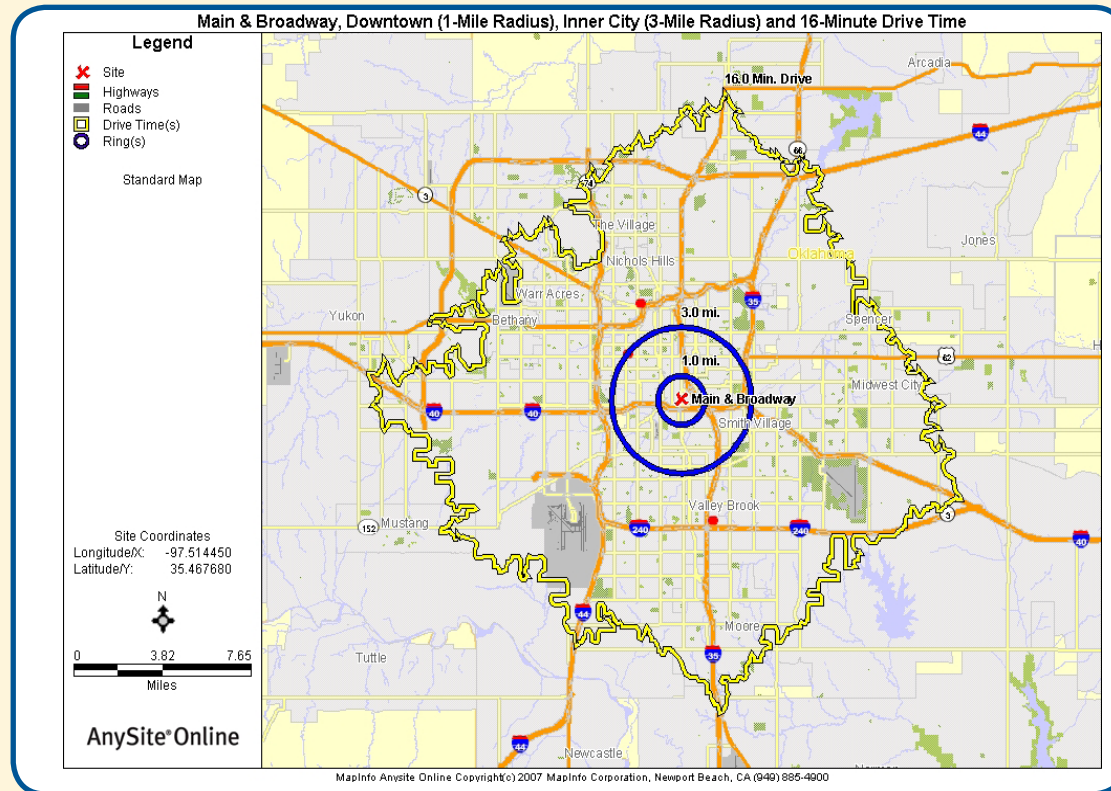 Main & Broadway, Downtown (1-Mile Radius), Inner City (3-Mile Radius) and 16-Minute Drive Time
Legend
Site
Highways
Roads
Drive Time(s)
Ring(s)
Standard Map
Site Coordinates
Longitude/X: -97.514450
Latitude/Y: 35.467680
N
0 3.82 7.65
Miles
AnySite® Online
16.0 Min. Drive
Arcadia
44
66
74
3
The Village
Jones
Oklahoma
Nichols Hills
Warr Acres
35
Yukon
Bethany
3.0 mi.
Spencer
62
H
1.0 mi.
Midwest City
Main & Broadway
40
40
Smith Village
Valley Brook
3
152
Mustang
240
240
40
44
Moore
Tuttle
35
44
Newcastle
MapInfo Anysite Online Copyright(c) 2007 MapInfo Corporation, Newport Beach, CA (949) 885-4900